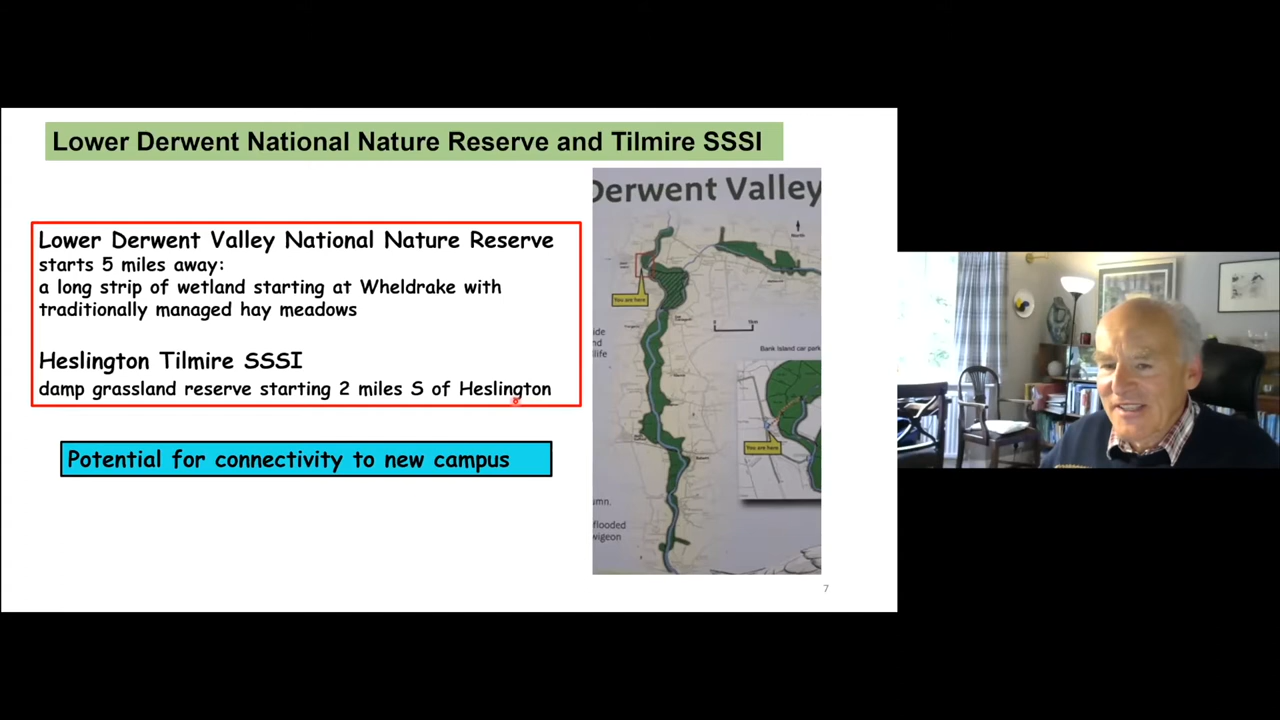 Lower Derwent National Nature Reserve and Tilmire SSSI
Lower Derwent Valley National Nature Reserve
starts 5 miles away:
a long strip of wetland starting at Wheldrake with
traditionally managed hay meadows
Heslington Tilmire SSSI
damp grassland reserve starting 2 miles S of Heslington
Potential for connectivity to new campus
Derwent Valley
North
You are here
Bank Island car park
You are here
flooded
wigeon
7